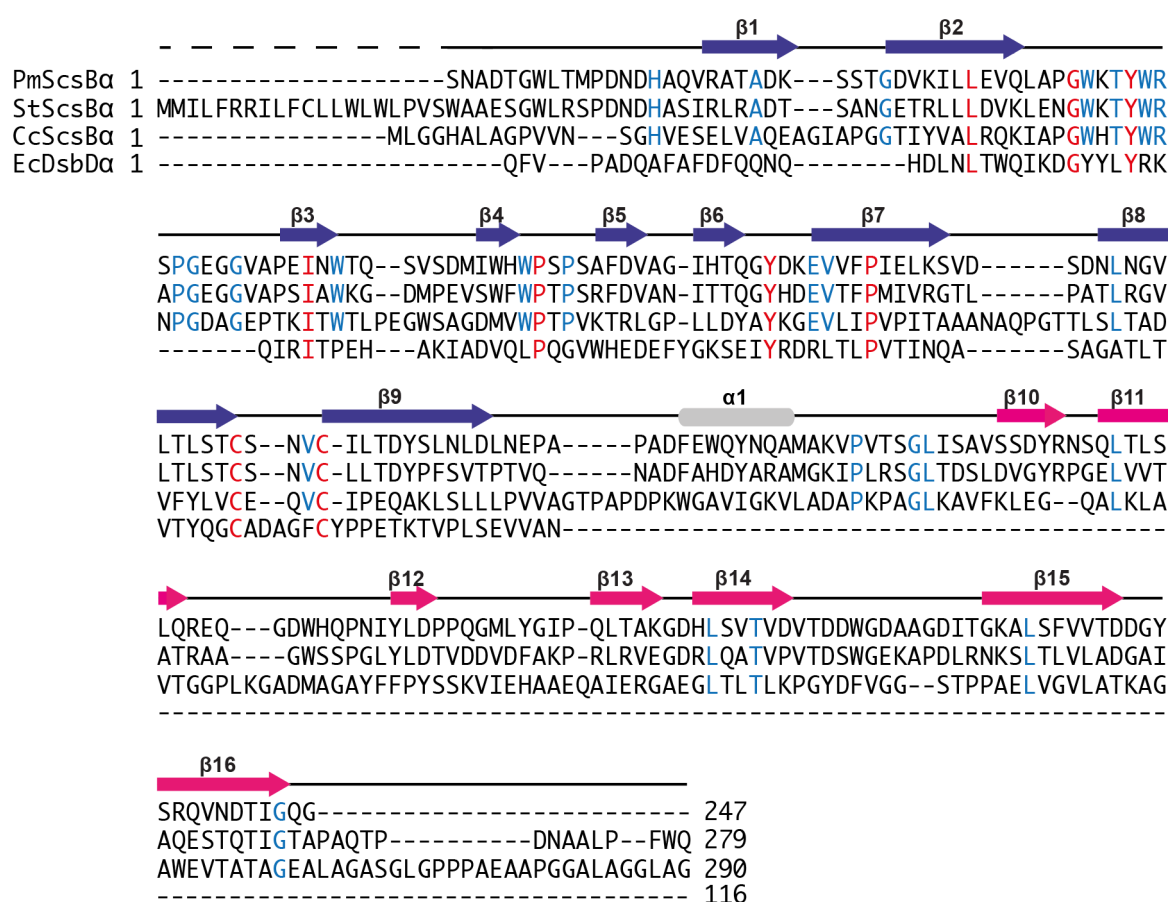 β1 β2
PmScsBα 1 --------------------SNADTGWLTMPDNDHAQVRATADK---SSTGDVKILLEVQLAPGWKTYWR
StScsBα 1 MMILFRRILFCLLWLWLPVSWAAESGWLRSPDNDHASIRLRADT---SANGETRLLLDVKLENGWKTYWR
CcScsBα 1 ----------------MLGGHALAGPVVN---SGHVESELVAQEAGIAPGGTIYVALRQKIAPGWHTYWR
EcDsbDα 1 ------------------------QFV---PADQAFAFDFQQNQ--------HDLNLTWQIKDGYYLYRK
β3 β4 β5 β6 β7 β8
SPGEGGVAPEINWTQ--SVSDMIWHWPSPSAFDVAG-IHTQGYDKEVVFPIELKSVD------SDNLNGV
APGEGGVAPSIAWKG--DMPEVSWFWPTPSRFDVAN-ITTQGYHDEVTFPMIVRGTL------PATLRGV
NPGDAGEPTKITWTLPEGWSAGDMVWPTPVKTRLGP-LLDYAYKGEVLIPVPITAAANAQPGTTLSLTAD
-------QIRITPEH---AKIADVQLPQGVWHEDEFYGKSEIYRDRLTLPVTINQA-------SAGATLT
β9 α1 β10 β11
LTLSTCS--NVC-ILTDYSLNLDLNEPA-----PADFEWQYNQAMAKVPVTSGLISAVSSDYRNSQLTLS
LTLSTCS--NVC-LLTDYPFSVTPTVQ------NADFAHDYARAMGKIPLRSGLTDSLDVGYRPGELVVT
VFYLVCE--QVC-IPEQAKLSLLLPVVAGTPAPDPKWGAVIGKVLADAPKPAGLKAVFKLEG--QALKLA
VTYQGCADAGFCYPPETKTVPLSEVVAN------------------------------------------
β12 β13 β14 β15
LQREQ---GDWHQPNIYLDPPQGMLYGIP-QLTAKGDHLSVTVDVTDDWGDAAGDITGKALSFVVTDDGY
ATRAA----GWSSPGLYLDTVDDVDFAKP-RLRVEGDRLQATVPVTDSWGEKAPDLRNKSLTLVLADGAI
VTGGPLKGADMAGAYFFPYSSKVIEHAAEQAIERGAEGLTLTLKPGYDFVGG--STPPAELVGVLATKAG
----------------------------------------------------------------------
β16
SRQVNDTIGQG-------------------------- 247
AQESTQTIGTAPAQTP----------DNAALP--FWQ 279
AWEVTATAGEALAGASGLGPPPAEAAPGGALAGGLAG 290
------------------------------------- 116